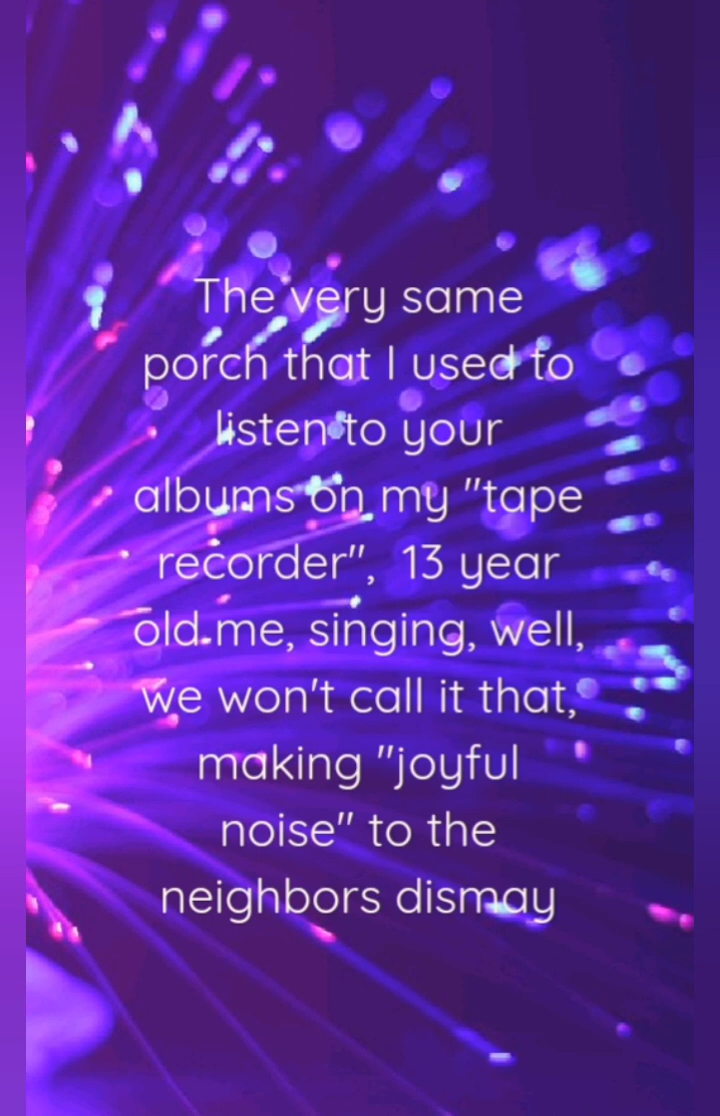 The very same
porch that I used to
listen to your
albums on my "tape
recorder",  13 year
old me, singing, well,
we won't call it that,
making "joyful
noise" to the
neighbors dismay